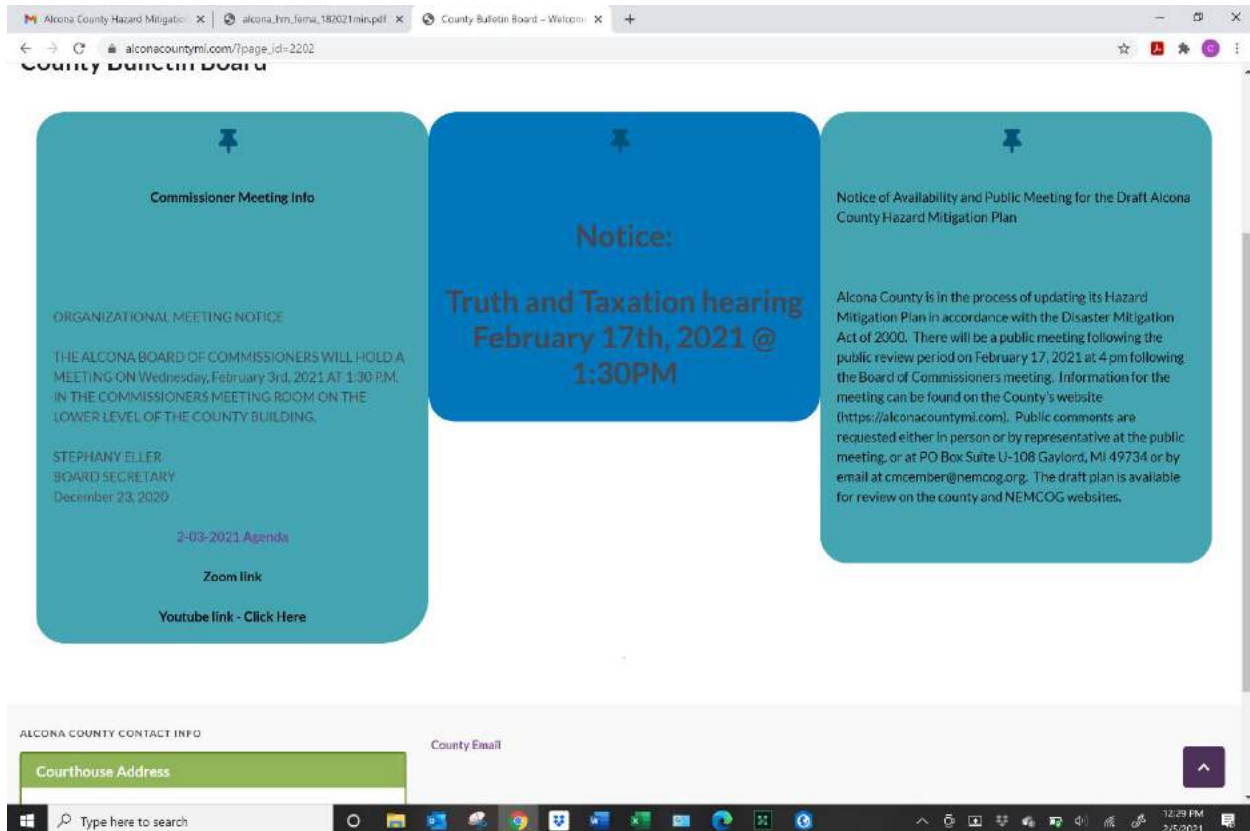 Alcona County Hazard Mitigatio
alcona_hm_fema_182021min.pdf
County Bulletin Board – Welcom
alconacountymi.com/?page_id=2202
County Bulletin Board
Commissioner Meeting Info
ORGANIZATIONAL MEETING NOTICE
THE ALCONA BOARD OF COMMISSIONERS WILL HOLD A
MEETING ON Wednesday, February 3rd, 2021 AT 1:30 P.M.
IN THE COMMISSIONERS MEETING ROOM ON THE
LOWER LEVEL OF THE COUNTY BUILDING.
STEPHANY ELLER
BOARD SECRETARY
December 23, 2020
2-03-2021 Agenda
Zoom link
Youtube link - Click Here
Notice:
Truth and Taxation hearing
February 17th, 2021 @
1:30PM
Notice of Availability and Public Meeting for the Draft Alcona
County Hazard Mitigation Plan
Alcona County is in the process of updating its Hazard
Mitigation Plan in accordance with the Disaster Mitigation
Act of 2000. There will be a public meeting following the
public review period on February 17, 2021 at 4 pm following
the Board of Commissioners meeting. Information for the
meeting can be found on the County's website
(https://alconacountymi.com). Public comments are
requested either in person or by representative at the public
meeting, or at PO Box Suite U-108 Gaylord, MI 49734 or by
email at cmcember@nemcog.org. The draft plan is available
for review on the county and NEMCOG websites.
ALCONA COUNTY CONTACT INFO
Courthouse Address
County Email
Type here to search
12:29 PM
2/5/2021